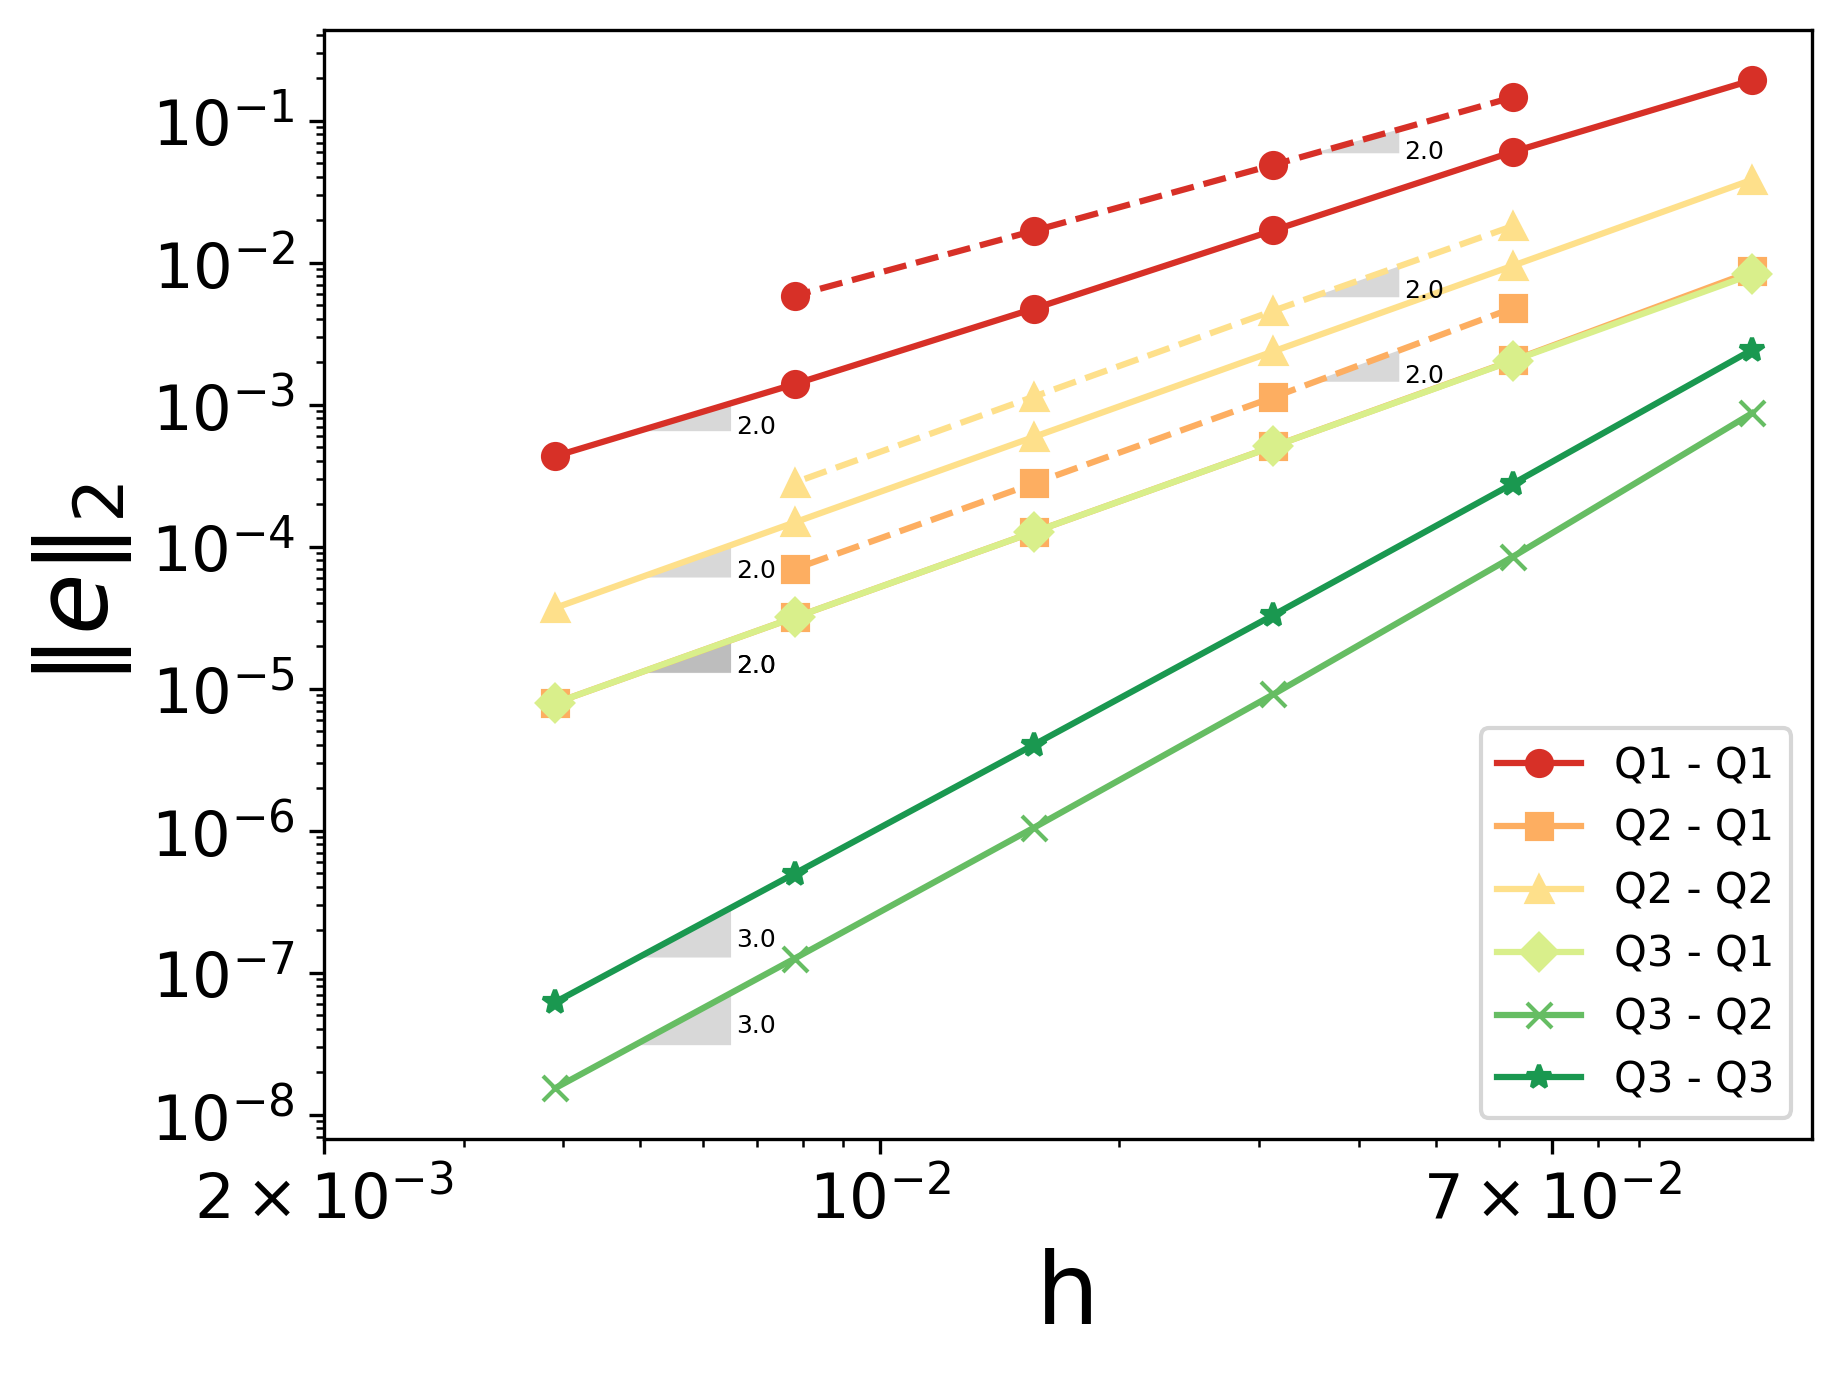 ‖e‖₂
10⁻¹
10⁻²
10⁻³
10⁻⁴
10⁻⁵
10⁻⁶
10⁻⁷
10⁻⁸
2.0
2.0
2.0
2.0
2.0
2.0
3.0
3.0
Q1 - Q1
Q2 - Q1
Q2 - Q2
Q3 - Q1
Q3 - Q2
Q3 - Q3
2 × 10⁻³
10⁻²
7 × 10⁻²
h